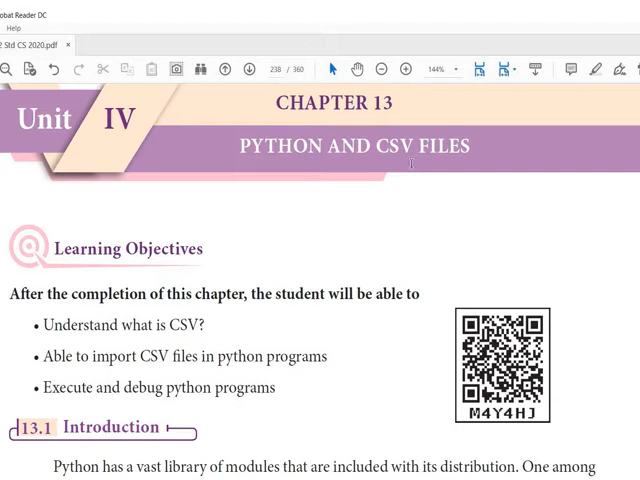 obat Reader DC
Help
2 Std CS 2020.pdf ×
238 / 360 144%
CHAPTER 13
Unit IV
PYTHON AND CSV FILES
Learning Objectives
After the completion of this chapter, the student will be able to
• Understand what is CSV?
• Able to import CSV files in python programs
• Execute and debug python programs
M4Y4HJ
13.1 Introduction
Python has a vast library of modules that are included with its distribution. One among